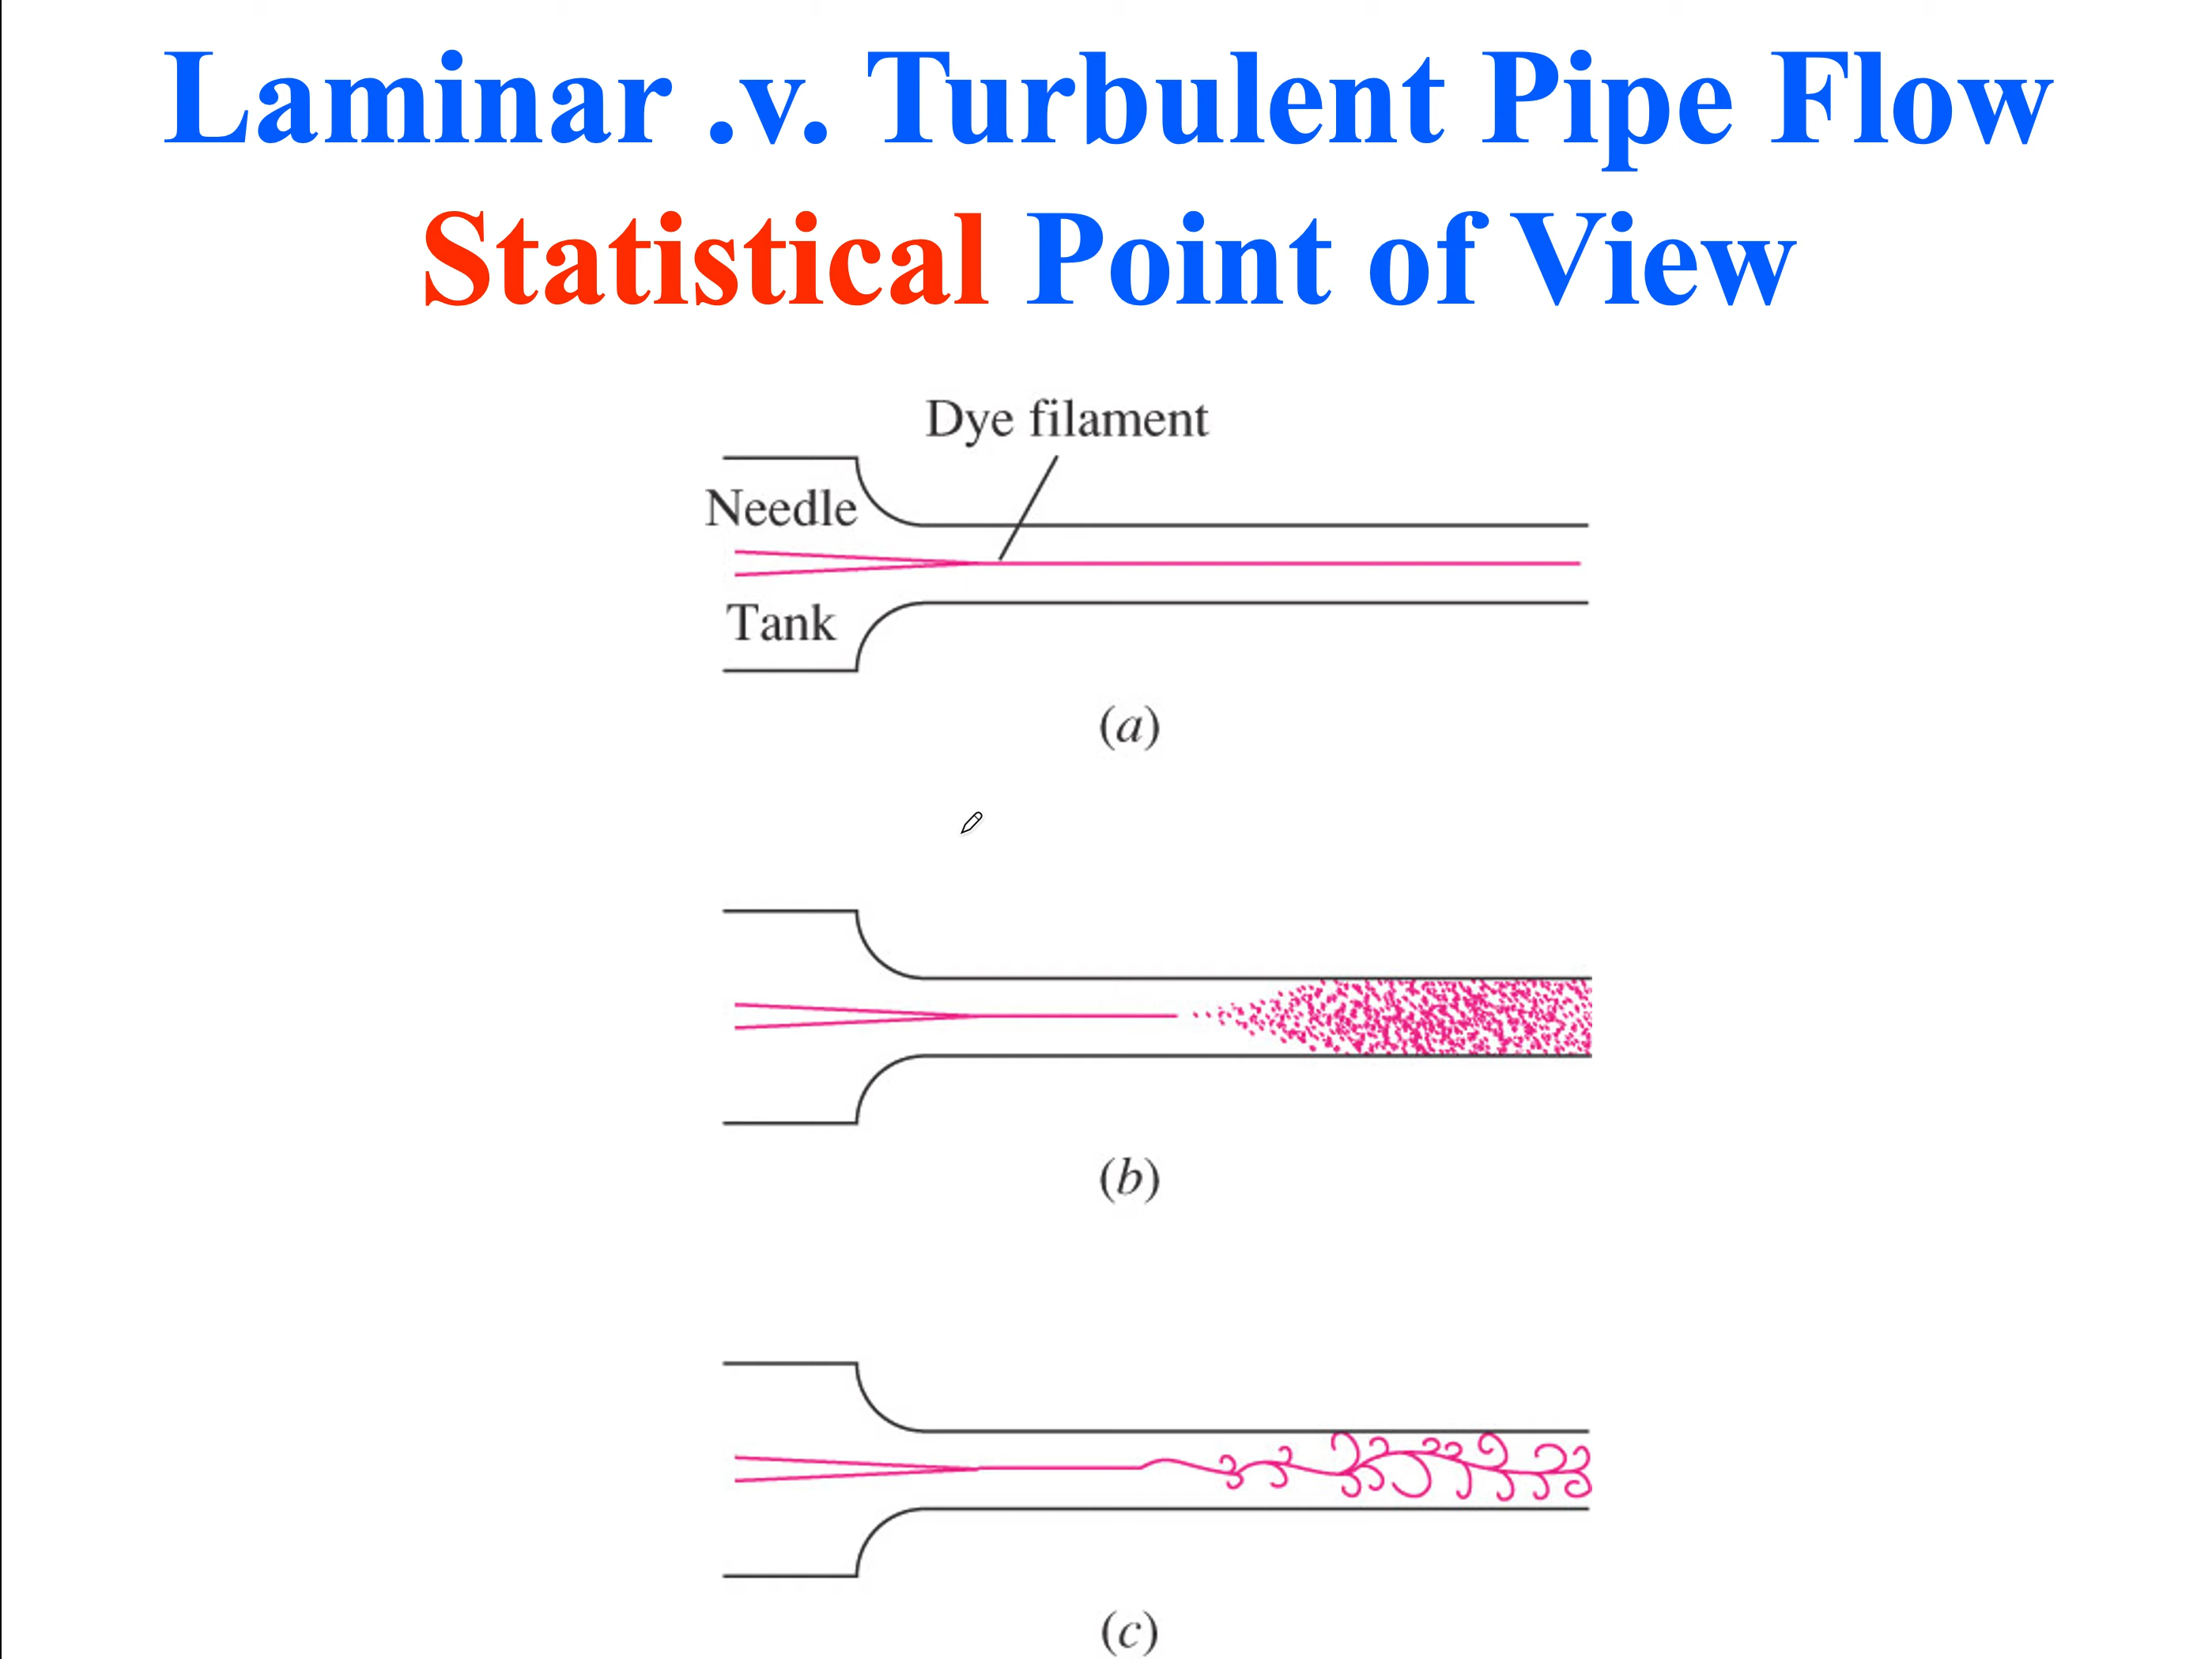 Laminar .v. Turbulent Pipe Flow
Statistical Point of View
Dye filament
Needle
Tank
(a)
(b)
(c)